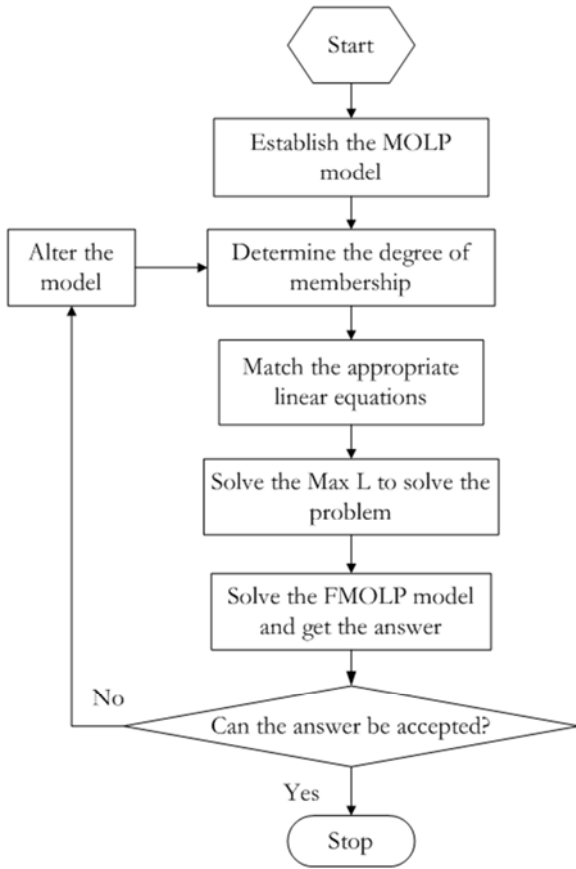 Start
Establish the MOLP
model
Alter the
model
Determine the degree of
membership
Match the appropriate
linear equations
Solve the Max L to solve the
problem
Solve the FMOLP model
and get the answer
No
Can the answer be accepted?
Yes
Stop